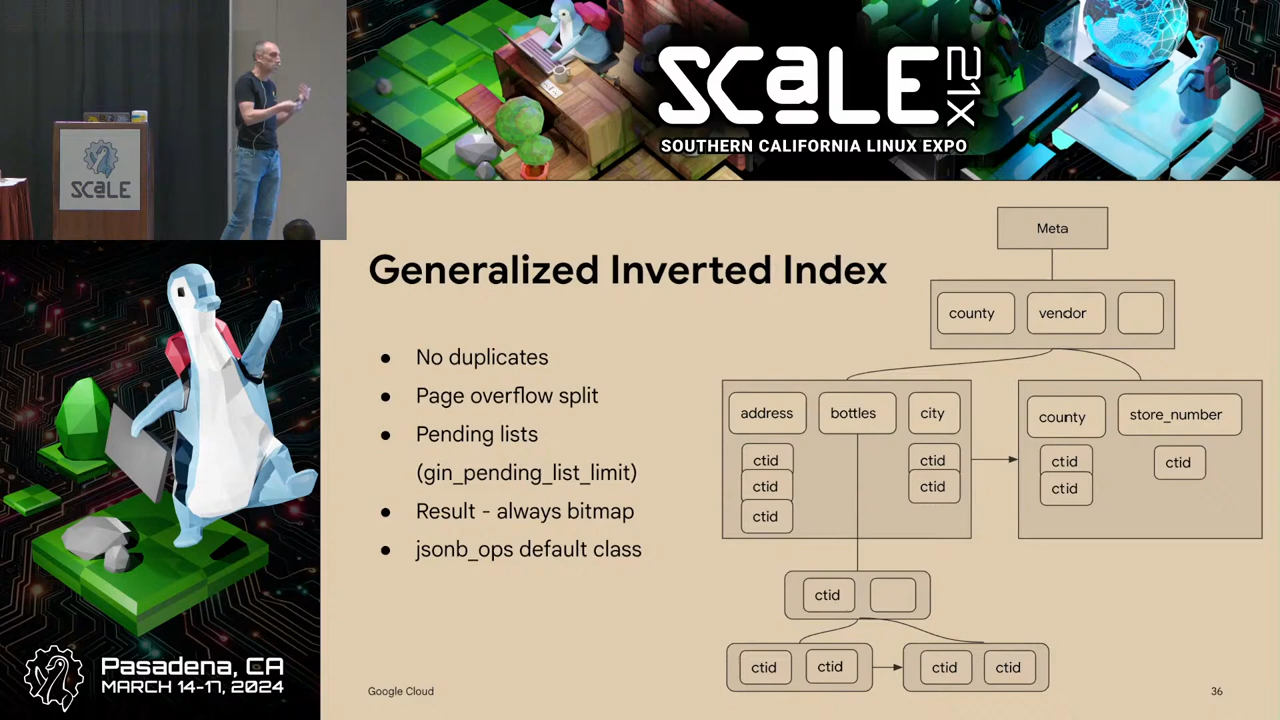 SCaLE 21x
SOUTHERN CALIFORNIA LINUX EXPO
SCaLE
Generalized Inverted Index
No duplicates
Page overflow split
Pending lists
(gin_pending_list_limit)
Result - always bitmap
jsonb_ops default class
Meta
county vendor
address bottles city
ctid ctid
ctid ctid
ctid
county store_number
ctid ctid
ctid
ctid
ctid ctid ctid ctid
Google Cloud
36
Pasadena, CA
MARCH 14-17, 2024